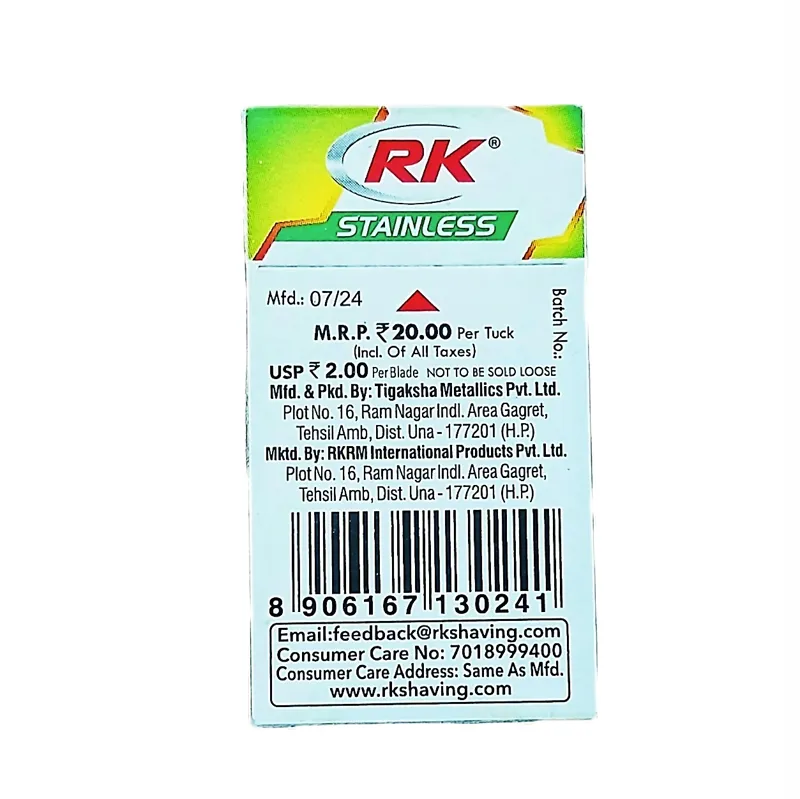 RK®
STAINLESS
Mfd.: 07/24
Batch No.:
M.R.P. ₹20.00 Per Tuck
(Incl. Of All Taxes)
USP ₹ 2.00 Per Blade NOT TO BE SOLD LOOSE
Mfd. & Pkd. By: Tigaksha Metallics Pvt. Ltd.
Plot No. 16, Ram Nagar Indl. Area Gagret,
Tehsil Amb, Dist. Una - 177201 (H.P.)
Mktd. By: RKRM International Products Pvt. Ltd.
Plot No. 16, Ram Nagar Indl. Area Gagret,
Tehsil Amb, Dist. Una - 177201 (H.P.)
8 906167 130241
Email:feedback@rkshaving.com
Consumer Care No: 7018999400
Consumer Care Address: Same As Mfd.
www.rkshaving.com